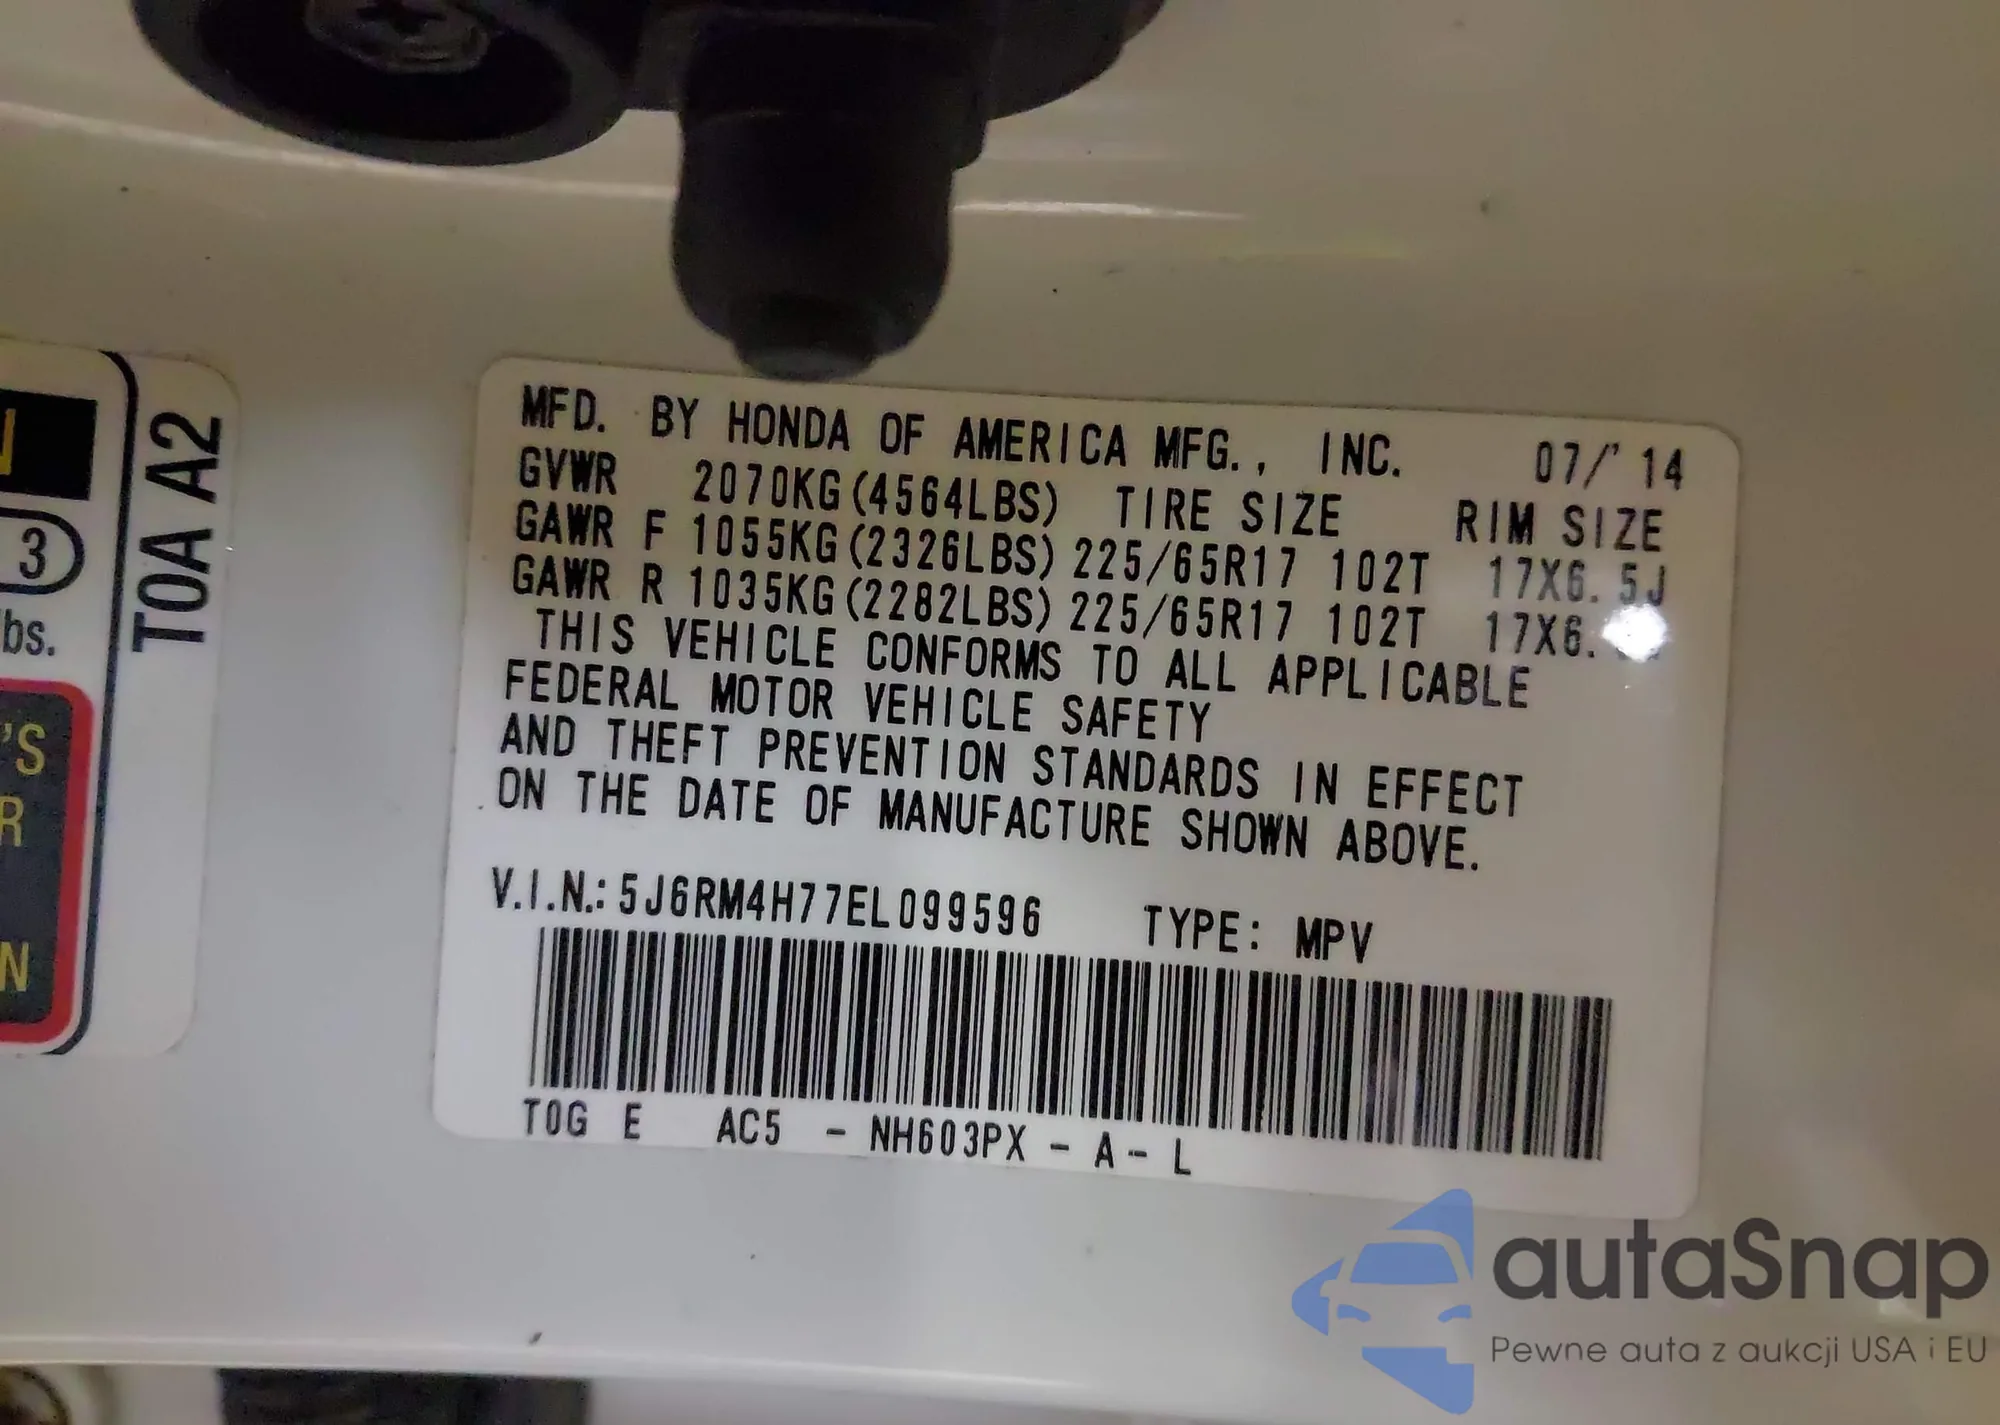 MFD. BY HONDA OF AMERICA MFG., INC. 07/'14
GVWR 2070KG(4564LBS) TIRE SIZE RIM SIZE
GAWR F 1055KG(2326LBS) 225/65R17 102T 17X6.5J
GAWR R 1035KG(2282LBS) 225/65R17 102T 17X6.
THIS VEHICLE CONFORMS TO ALL APPLICABLE
FEDERAL MOTOR VEHICLE SAFETY
AND THEFT PREVENTION STANDARDS IN EFFECT
ON THE DATE OF MANUFACTURE SHOWN ABOVE.
V.I.N.: 5J6RM4H77EL099596 TYPE: MPV
T0G E AC5 - NH603PX - A - L
T0A A2
3
bs.
'S
R
N
autaSnap
Pewne auta z aukcji USA i EU